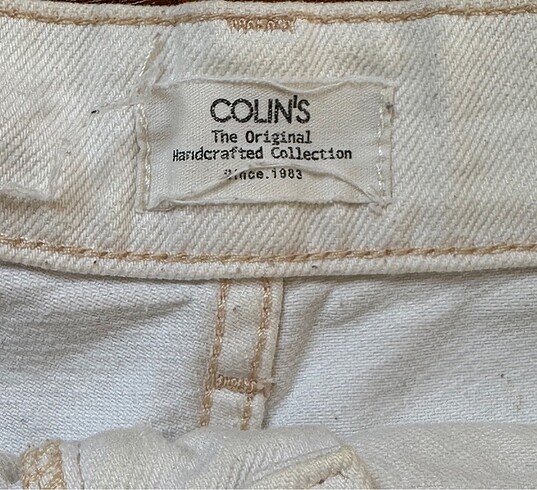 COLIN'S
The Original
Handcrafted Collection
Since.1983